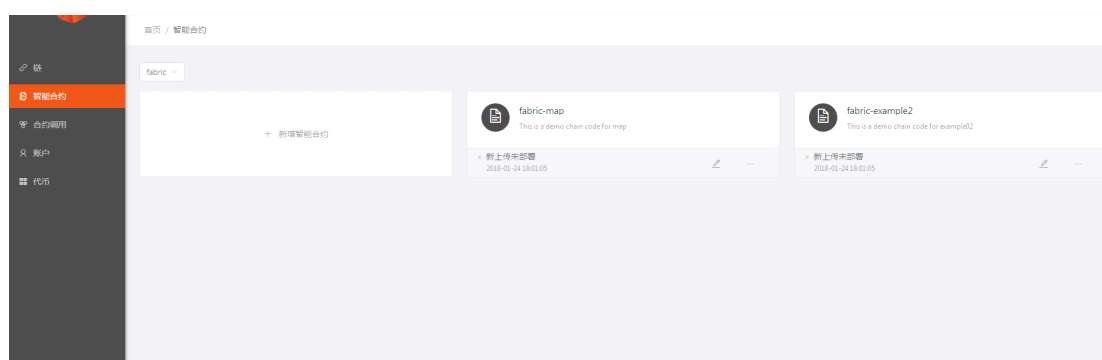 首页 / 智能合约
链
智能合约
合约调用
账户
代币
fabric
+ 新增智能合约
fabric-map
This is a demo chain code for map
新上传未部署
2018-01-24 18:01:05
...
fabric-example2
This is a demo chain code for example02
新上传未部署
2018-01-24 18:01:05
...